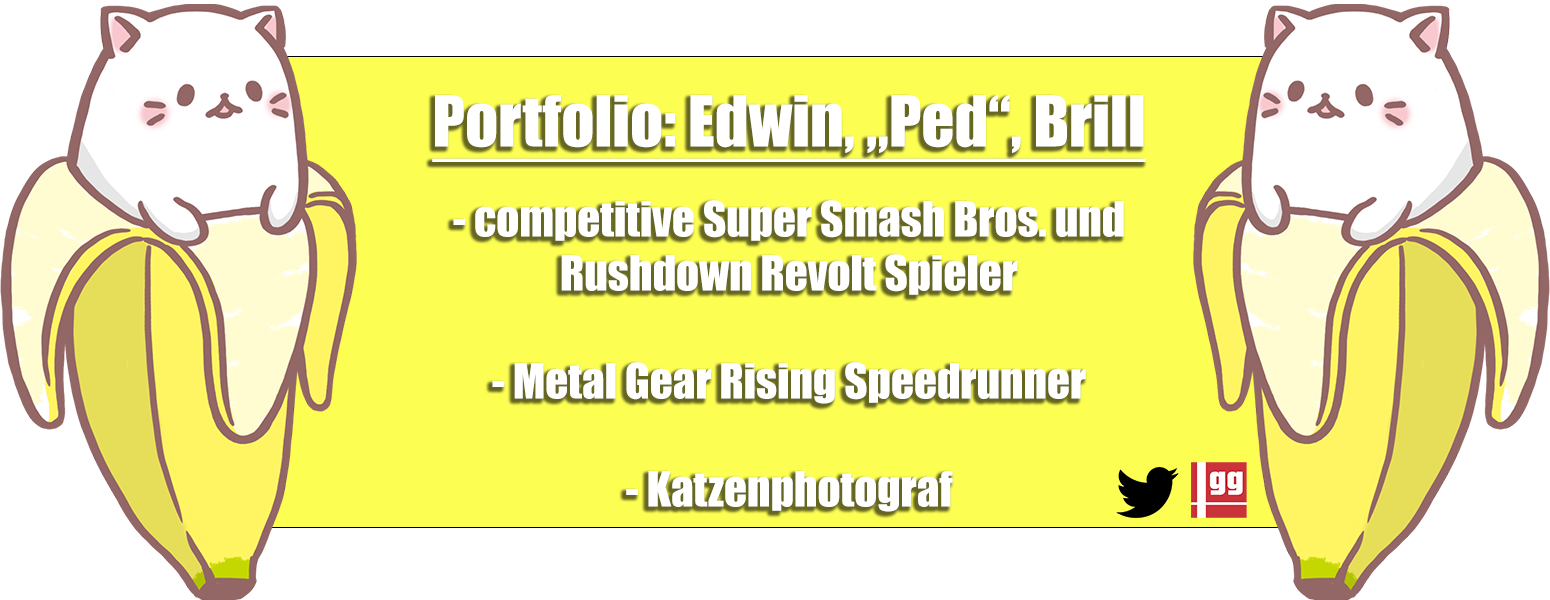 Portfolio: Edwin, „Ped“, Brill
- competitive Super Smash Bros. und
Rushdown Revolt Spieler
- Metal Gear Rising Speedrunner
- Katzenphotograf
gg